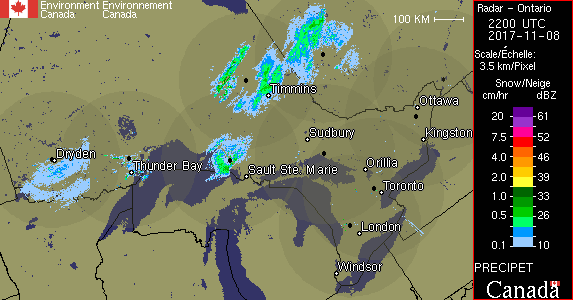 Environment Environnement
Canada Canada
100 KM
Timmins
Ottawa
Sudbury
Kingston
Dryden
Thunder Bay
Sault Ste. Marie
Orillia
Toronto
London
Windsor
Radar - Ontario
2200 UTC
2017-11-08
Scale/Échelle:
3.5 km/Pixel
Snow/Neige
cm/hr dBZ
20 61
7.5 52
4.0 46
2.0 39
1.0 33
0.5 26
0.1 10
PRECIPET
Canada